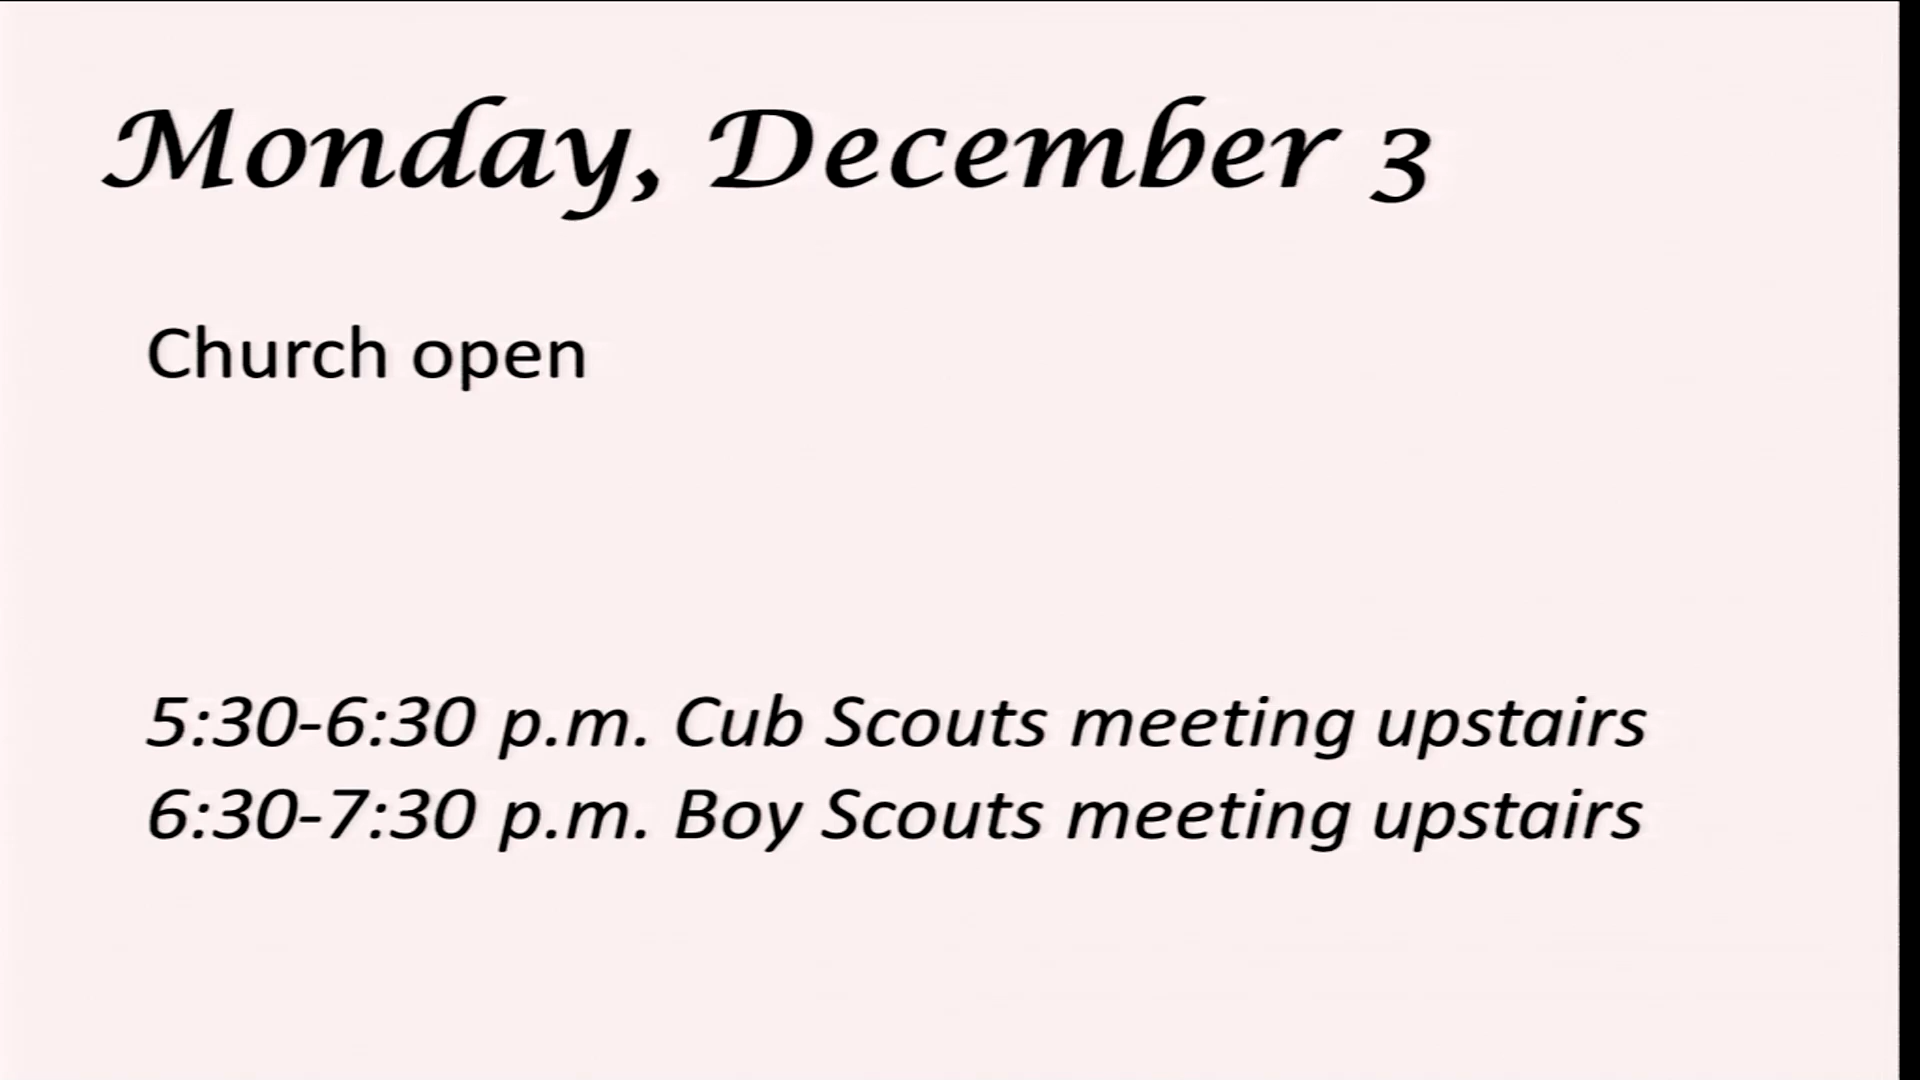 Monday, December 3
Church open
5:30-6:30 p.m. Cub Scouts meeting upstairs
6:30-7:30 p.m. Boy Scouts meeting upstairs